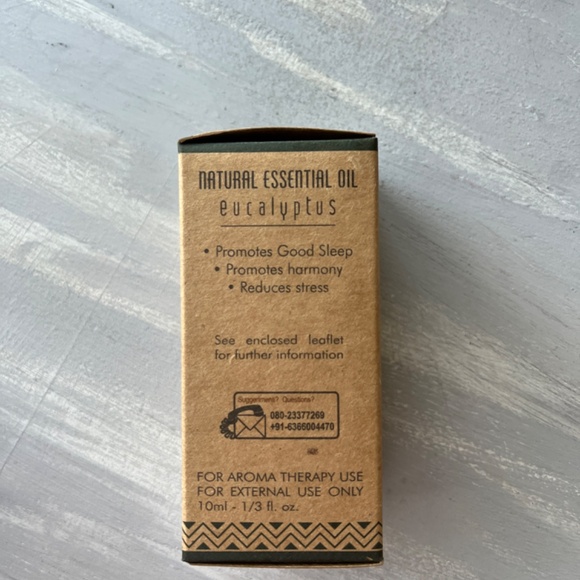 NATURAL ESSENTIAL OIL
eucalyptus
• Promotes Good Sleep
• Promotes harmony
• Reduces stress
See enclosed leaflet
for further information
Questions?
080-23377269
+91-6366004470
FOR AROMA THERAPY USE
FOR EXTERNAL USE ONLY
10ml - 1/3 fl. oz.